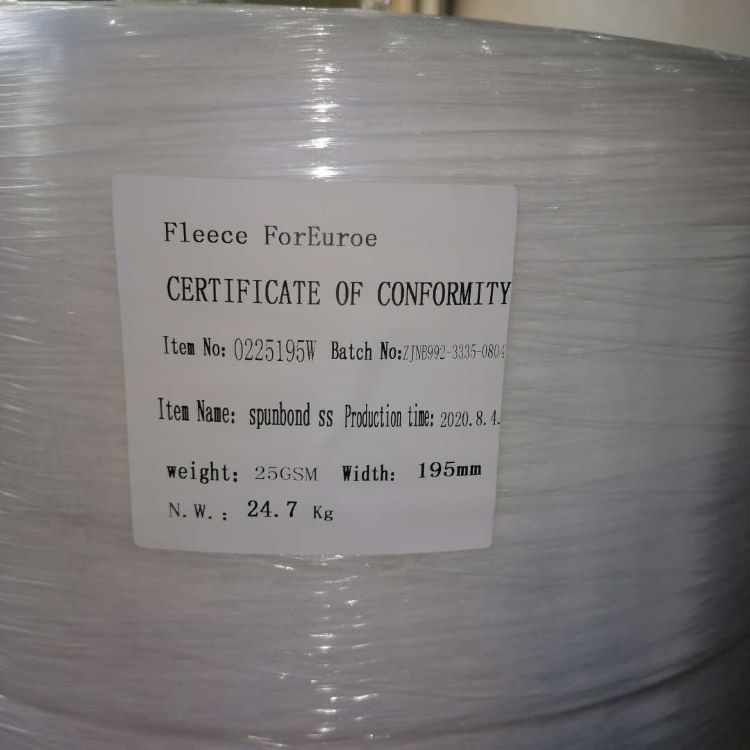 Fleece ForEuroe
CERTIFICATE OF CONFORMITY
Item No: 0225195W Batch No:ZJNB992-3335-0804
Item Name: spunbond ss Production time: 2020.8.4.
weight: 25GSM Width: 195mm
N.W.: 24.7 Kg